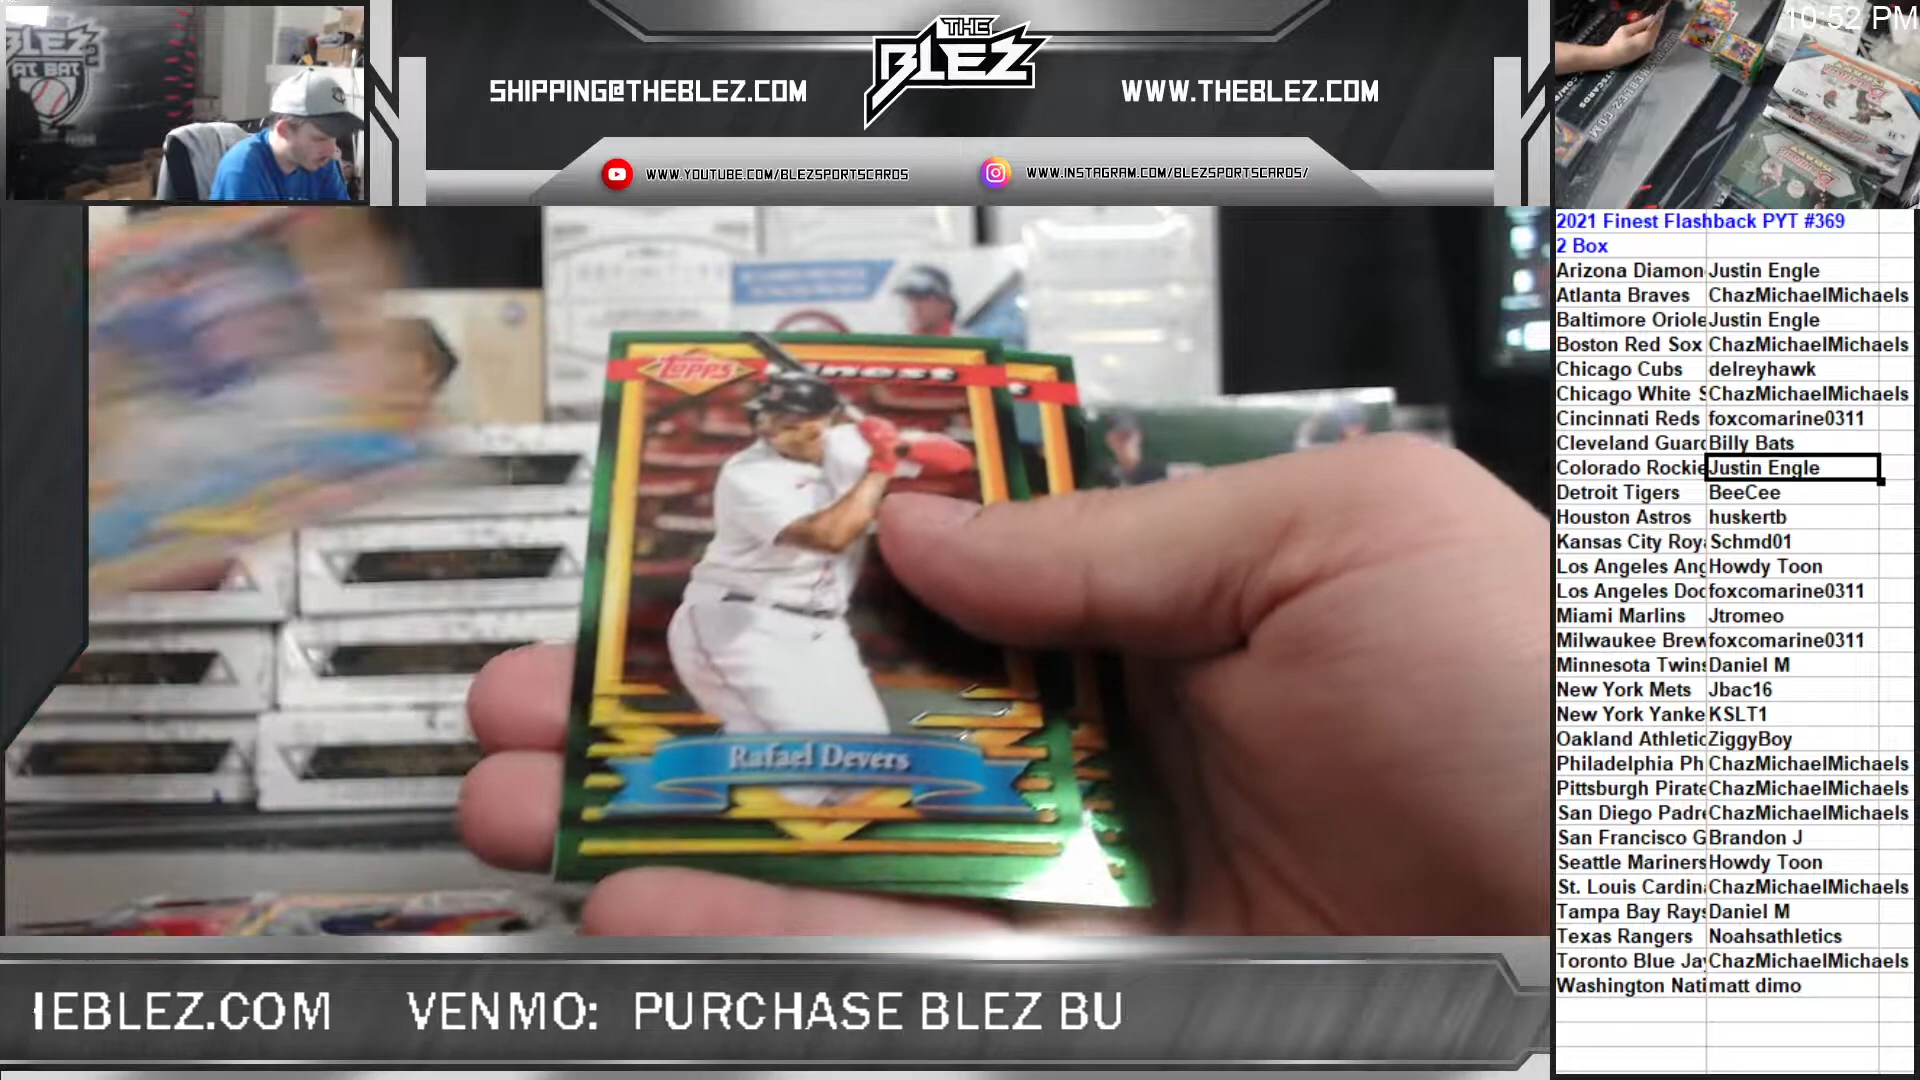 BLEZ
AT BAT
THE
BLEZ
SHIPPING@THEBLEZ.COM
WWW.THEBLEZ.COM
WWW.YOUTUBE.COM/BLEZSPORTSCARDS
WWW.INSTAGRAM.COM/BLEZSPORTSCARDS/
10:52 PM
Topps Finest
Rafael Devers
2021 Finest Flashback PYT #369
2 Box
Arizona Diamon Justin Engle
Atlanta Braves ChazMichaelMichaels
Baltimore Oriole Justin Engle
Boston Red Sox ChazMichaelMichaels
Chicago Cubs delreyhawk
Chicago White S ChazMichaelMichaels
Cincinnati Reds foxcomarine0311
Cleveland Guard Billy Bats
Colorado Rockie Justin Engle
Detroit Tigers BeeCee
Houston Astros huskertb
Kansas City Roy Schmd01
Los Angeles Ang Howdy Toon
Los Angeles Dod foxcomarine0311
Miami Marlins Jtromeo
Milwaukee Brew foxcomarine0311
Minnesota Twins Daniel M
New York Mets Jbac16
New York Yanke KSLT1
Oakland Athletic ZiggyBoy
Philadelphia Ph ChazMichaelMichaels
Pittsburgh Pirate ChazMichaelMichaels
San Diego Padre ChazMichaelMichaels
San Francisco G Brandon J
Seattle Mariners Howdy Toon
St. Louis Cardin ChazMichaelMichaels
Tampa Bay Rays Daniel M
Texas Rangers Noahsathletics
Toronto Blue Jay ChazMichaelMichaels
Washington Nati matt dimo
IEBLEZ.COM VENMO: PURCHASE BLEZ BU